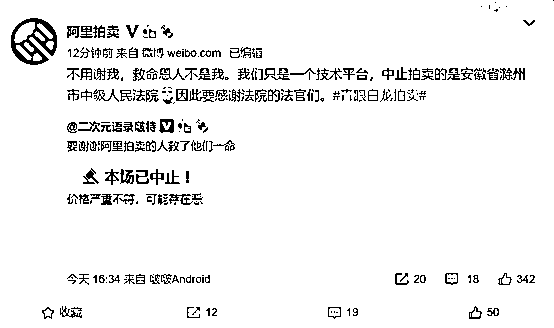 阿里拍卖
12分钟前 来自 微博 weibo.com 已编辑
不用谢我，救命恩人不是我。我们只是一个技术平台，中止拍卖的是安徽省滁州
市中级人民法院 因此要感谢法院的法官们。#青眼白龙拍卖#
@二次元语录菌特
要谢谢阿里拍卖的人救了他们一命
本场已中止！
价格严重不符，可能存在恶
今天 16:34 来自 啵啵Android
20 18 342
收藏 12 19 50